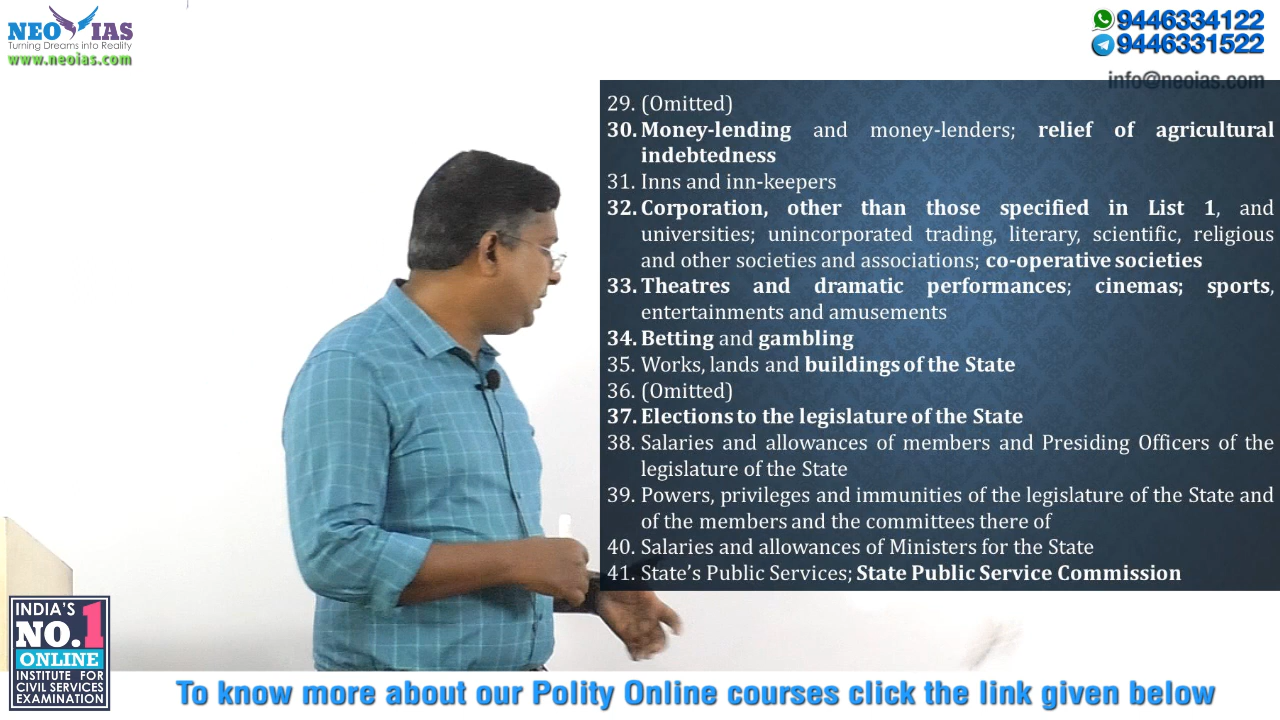 NEO IAS
Turning Dreams into Reality
www.neoias.com
9446334122
9446331522
info@neoias.com
29. (Omitted)
30. Money-lending and money-lenders; relief of agricultural
indebtedness
31. Inns and inn-keepers
32. Corporation, other than those specified in List 1, and
universities; unincorporated trading, literary, scientific, religious
and other societies and associations; co-operative societies
33. Theatres and dramatic performances; cinemas; sports,
entertainments and amusements
34. Betting and gambling
35. Works, lands and buildings of the State
36. (Omitted)
37. Elections to the legislature of the State
38. Salaries and allowances of members and Presiding Officers of the
legislature of the State
39. Powers, privileges and immunities of the legislature of the State and
of the members and the committees there of
40. Salaries and allowances of Ministers for the State
41. State's Public Services; State Public Service Commission
INDIA'S
NO.1
ONLINE
INSTITUTE FOR
CIVIL SERVICES
EXAMINATION
To know more about our Polity Online courses click the link given below